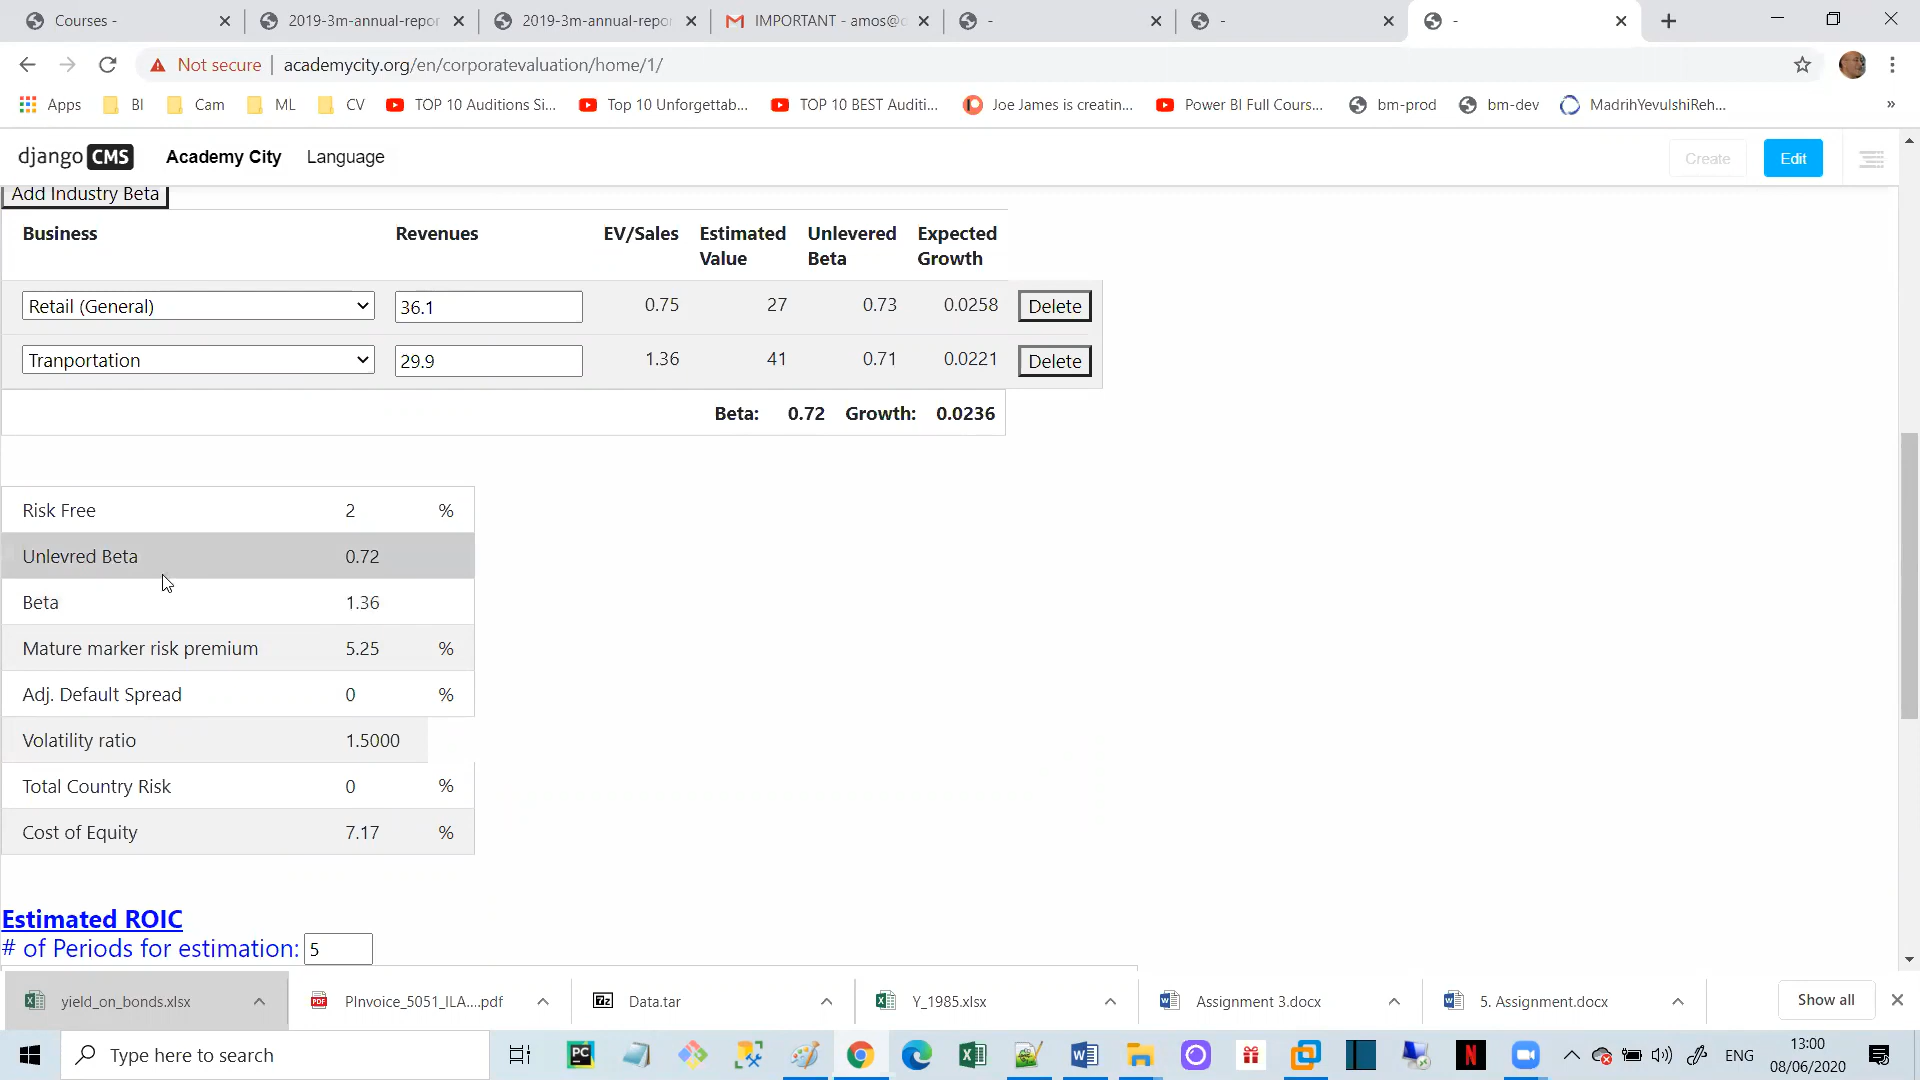 Courses -
2019-3m-annual-repor
2019-3m-annual-repor
IMPORTANT - amos@
-
-
-
Not secure
academycity.org/en/corporatevaluation/home/1/
Apps
BI
Cam
ML
CV
TOP 10 Auditions Si...
Top 10 Unforgettab...
TOP 10 BEST Auditi...
Joe James is creatin...
Power BI Full Cours...
bm-prod
bm-dev
MadrihYevulshiReh...
»
django CMS
Academy City
Language
Create
Edit
Add Industry Beta
Business Revenues EV/Sales Estimated Value Unlevered Beta Expected Growth
Retail (General) 36.1 0.75 27 0.73 0.0258 Delete
Tranportation 29.9 1.36 41 0.71 0.0221 Delete
Beta: 0.72 Growth: 0.0236
Risk Free 2 %
Unlevred Beta 0.72
Beta 1.36
Mature marker risk premium 5.25 %
Adj. Default Spread 0 %
Volatility ratio 1.5000
Total Country Risk 0 %
Cost of Equity 7.17 %
Estimated ROIC
# of Periods for estimation: 5
yield_on_bonds.xlsx
PInvoice_5051_ILA....pdf
Data.tar
Y_1985.xlsx
Assignment 3.docx
5. Assignment.docx
Show all
Type here to search
ENG
13:00
08/06/2020